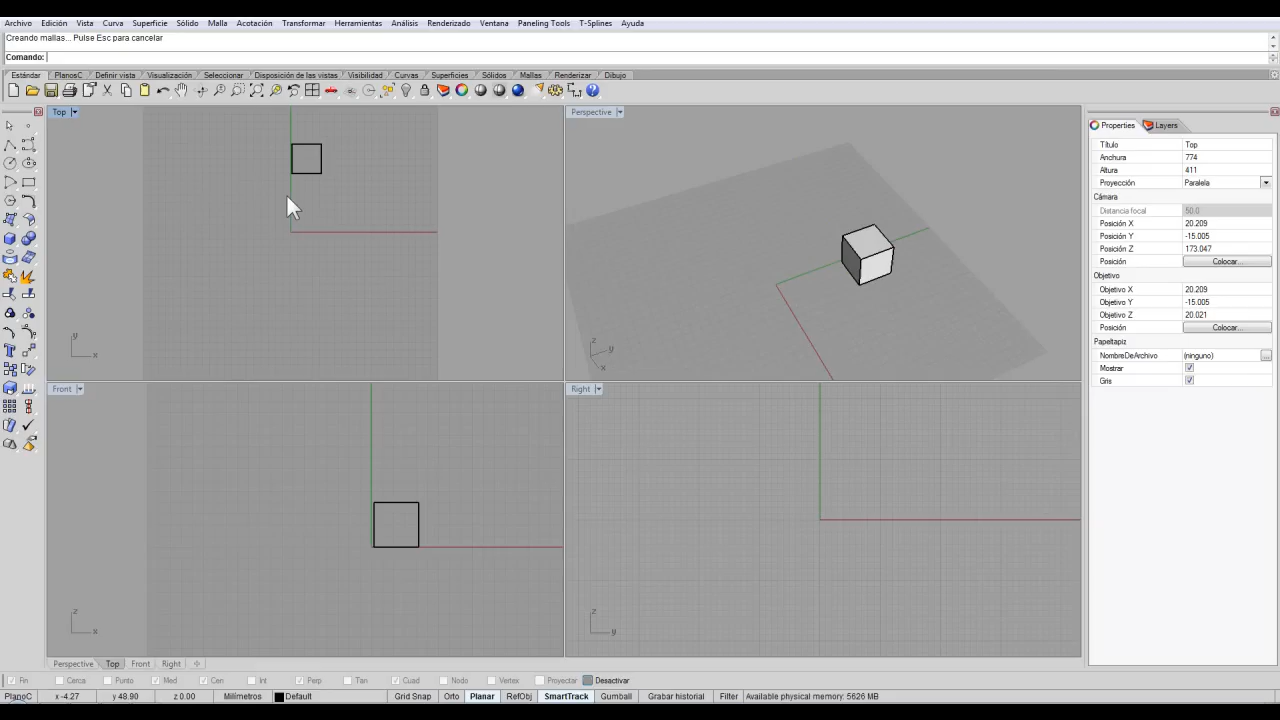 Archivo Edición Vista Curva Superficie Sólido Malla Acotación Transformar Herramientas Análisis Renderizado Ventana Paneling Tools T-Splines Ayuda
Creando mallas... Pulse Esc para cancelar
Comando:
Estándar PlanosC Definir vista Visualización Seleccionar Disposición de las vistas Visibilidad Curvas Superficies Sólidos Mallas Renderizar Dibujo
Top Perspective
Properties Layers
Título Top
Anchura 774
Altura 411
Proyección Paralela
Cámara
Distancia focal 50.0
Posición X 20.209
Posición Y -15.005
Posición Z 173.047
Posición Colocar...
Objetivo
Objetivo X 20.209
Objetivo Y -15.005
Objetivo Z 20.021
Posición Colocar...
Papeltapiz
NombreDeArchivo (ninguno) ...
Mostrar
Gris
y x
z y x
Front Right
z x
z y
Perspective Top Front Right
Fin Cerca Punto Med Cen Int Perp Tan Cuad Nodo Vertex Proyectar Desactivar
PlanoC x -4.27 y 48.90 z 0.00 Milímetros Default Grid Snap Orto Planar RefObj SmartTrack Gumball Grabar historial Filter Available physical memory: 5626 MB